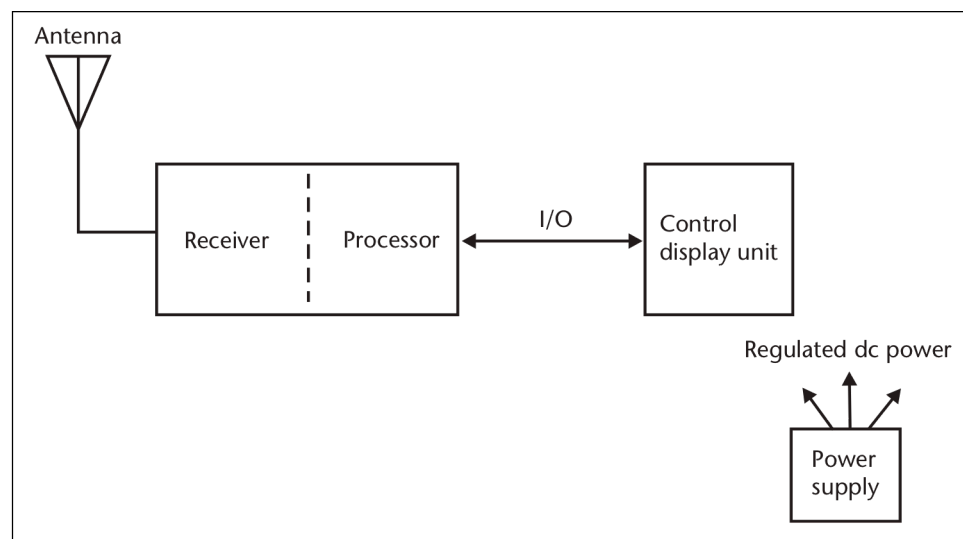 Antenna
Receiver
Processor
I/O
Control
display unit
Regulated dc power
Power
supply